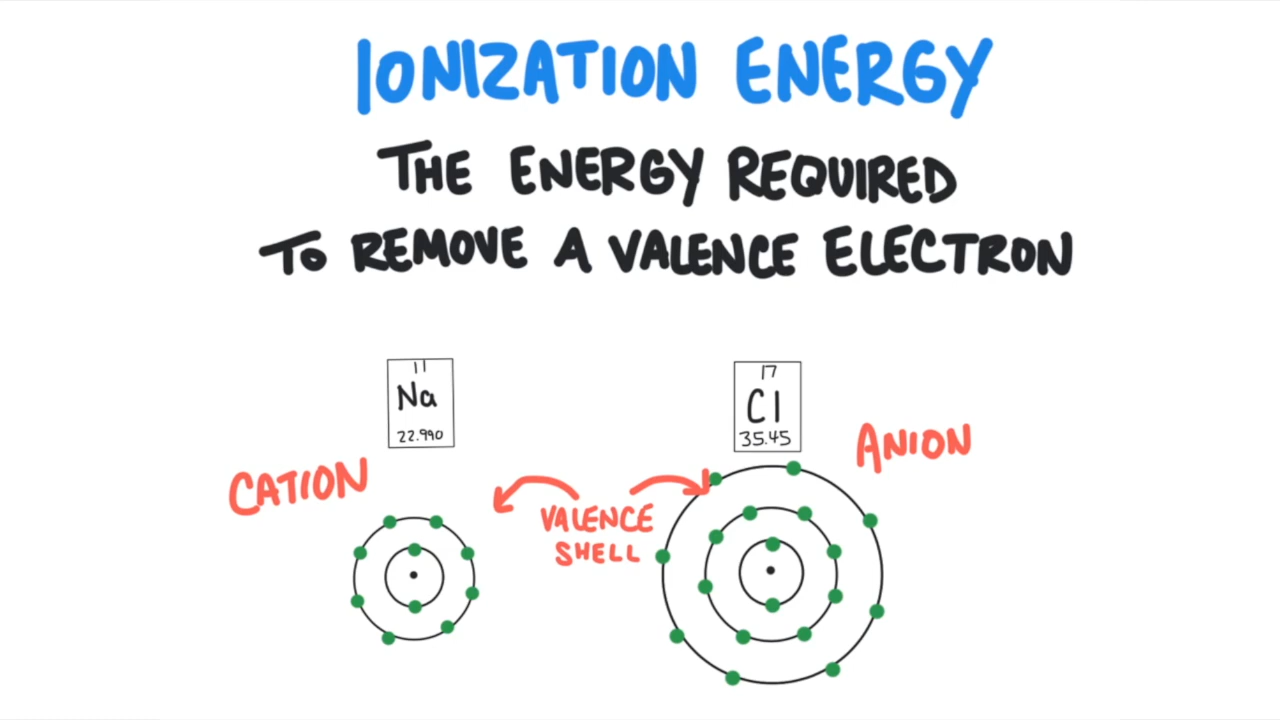 IONIZATION ENERGY
THE ENERGY REQUIRED
TO REMOVE A VALENCE ELECTRON
11
Na
22.990
17
Cl
35.45
CATION
ANION
VALENCE
SHELL